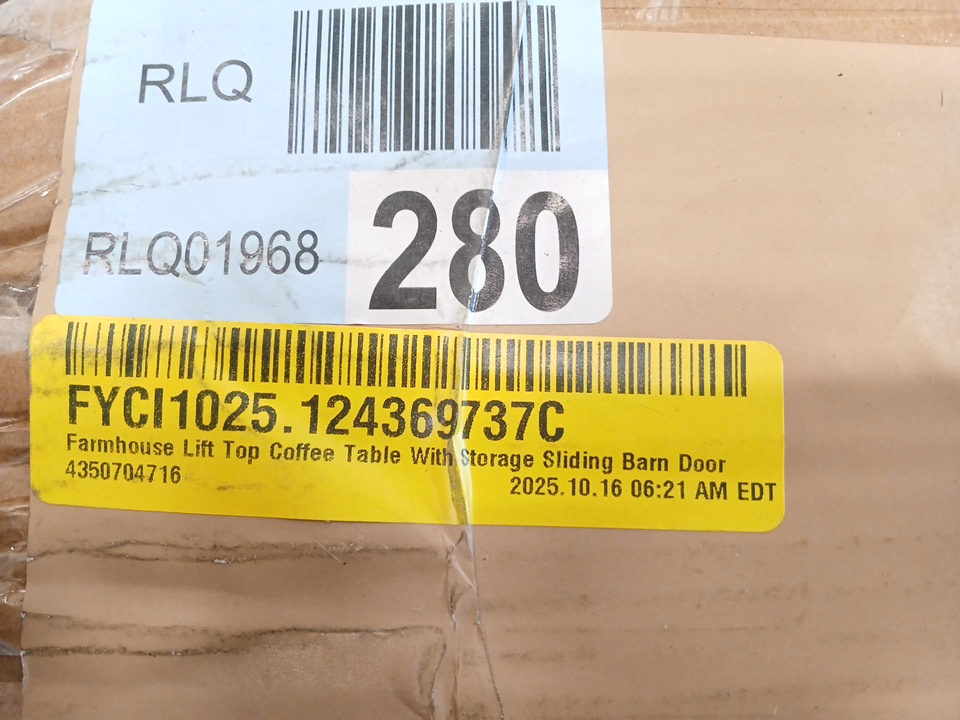 RLQ
RLQ01968
280
FYCI1025.124369737C
Farmhouse Lift Top Coffee Table With Storage Sliding Barn Door
4350704716
2025.10.16 06:21 AM EDT